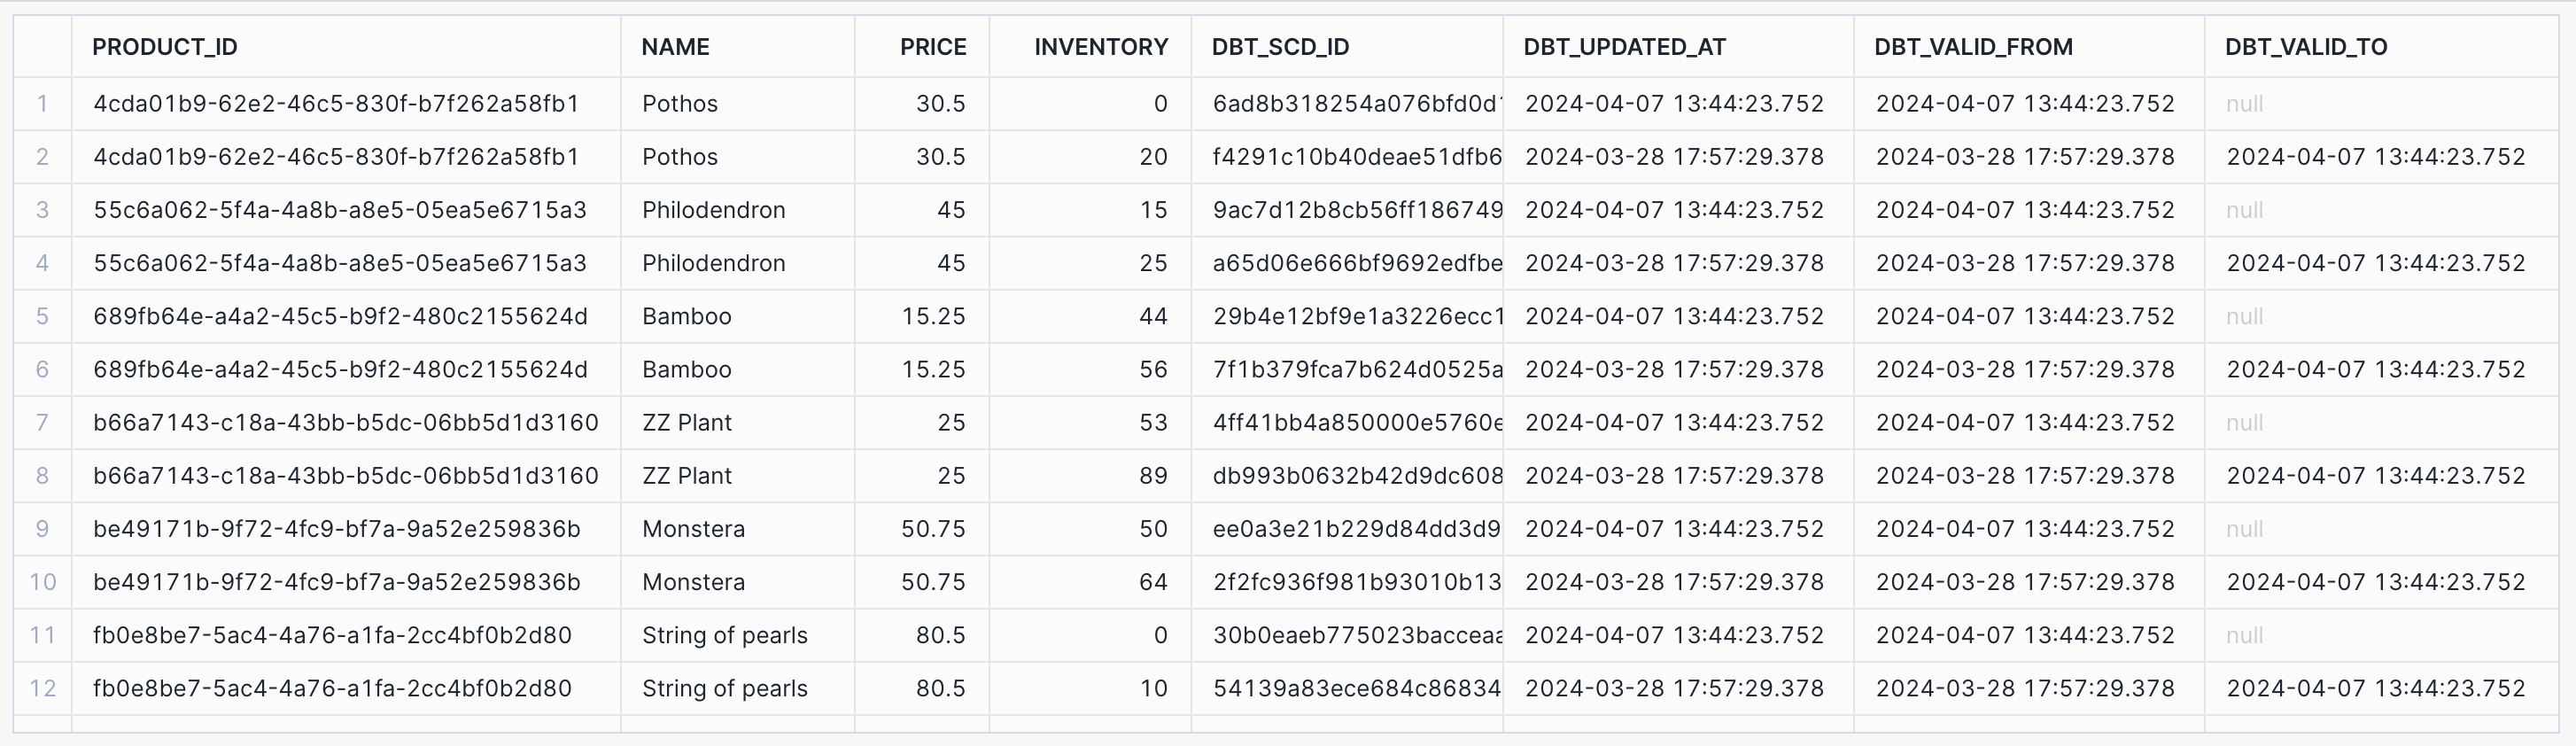 PRODUCT_ID NAME PRICE INVENTORY DBT_SCD_ID DBT_UPDATED_AT DBT_VALID_FROM DBT_VALID_TO
1 4cda01b9-62e2-46c5-830f-b7f262a58fb1 Pothos 30.5 0 6ad8b318254a076bfd0d1 2024-04-07 13:44:23.752 2024-04-07 13:44:23.752 null
2 4cda01b9-62e2-46c5-830f-b7f262a58fb1 Pothos 30.5 20 f4291c10b40deae51dfb6 2024-03-28 17:57:29.378 2024-03-28 17:57:29.378 2024-04-07 13:44:23.752
3 55c6a062-5f4a-4a8b-a8e5-05ea5e6715a3 Philodendron 45 15 9ac7d12b8cb56ff186749 2024-04-07 13:44:23.752 2024-04-07 13:44:23.752 null
4 55c6a062-5f4a-4a8b-a8e5-05ea5e6715a3 Philodendron 45 25 a65d06e666bf9692edfbe 2024-03-28 17:57:29.378 2024-03-28 17:57:29.378 2024-04-07 13:44:23.752
5 689fb64e-a4a2-45c5-b9f2-480c2155624d Bamboo 15.25 44 29b4e12bf9e1a3226ecc1 2024-04-07 13:44:23.752 2024-04-07 13:44:23.752 null
6 689fb64e-a4a2-45c5-b9f2-480c2155624d Bamboo 15.25 56 7f1b379fca7b624d0525a 2024-03-28 17:57:29.378 2024-03-28 17:57:29.378 2024-04-07 13:44:23.752
7 b66a7143-c18a-43bb-b5dc-06bb5d1d3160 ZZ Plant 25 53 4ff41bb4a850000e5760e 2024-04-07 13:44:23.752 2024-04-07 13:44:23.752 null
8 b66a7143-c18a-43bb-b5dc-06bb5d1d3160 ZZ Plant 25 89 db993b0632b42d9dc608 2024-03-28 17:57:29.378 2024-03-28 17:57:29.378 2024-04-07 13:44:23.752
9 be49171b-9f72-4fc9-bf7a-9a52e259836b Monstera 50.75 50 ee0a3e21b229d84dd3d9 2024-04-07 13:44:23.752 2024-04-07 13:44:23.752 null
10 be49171b-9f72-4fc9-bf7a-9a52e259836b Monstera 50.75 64 2f2fc936f981b93010b13 2024-03-28 17:57:29.378 2024-03-28 17:57:29.378 2024-04-07 13:44:23.752
11 fb0e8be7-5ac4-4a76-a1fa-2cc4bf0b2d80 String of pearls 80.5 0 30b0eaeb775023bacceaa 2024-04-07 13:44:23.752 2024-04-07 13:44:23.752 null
12 fb0e8be7-5ac4-4a76-a1fa-2cc4bf0b2d80 String of pearls 80.5 10 54139a83ece684c86834 2024-03-28 17:57:29.378 2024-03-28 17:57:29.378 2024-04-07 13:44:23.752